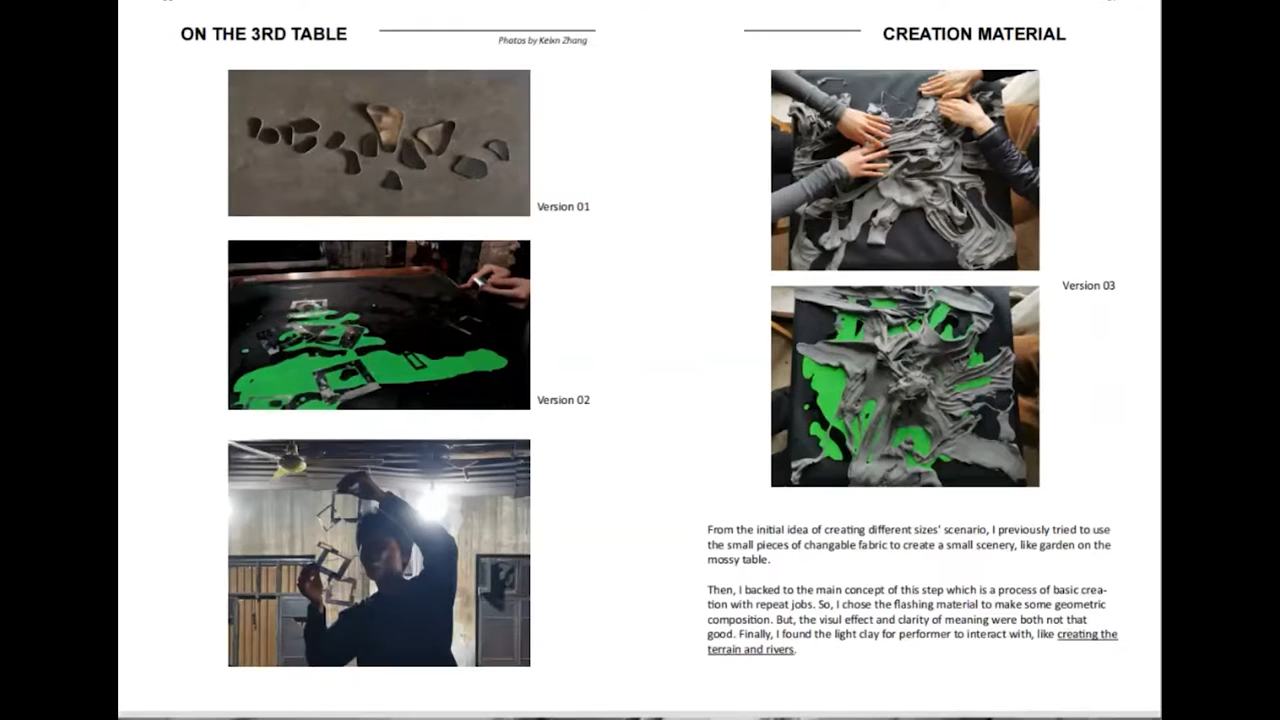 ON THE 3RD TABLE
Photos by Keixn Zhang
Version 01
Version 02
CREATION MATERIAL
Version 03
From the initial idea of creating different sizes' scenario, I previously tried to use
the small pieces of changable fabric to create a small scenery, like garden on the
mossy table.
Then, I backed to the main concept of this step which is a process of basic crea-
tion with repeat jobs. So, I chose the flashing material to make some geometric
composition. But, the visul effect and clarity of meaning were both not that
good. Finally, I found the light clay for performer to interact with, like creating the
terrain and rivers.